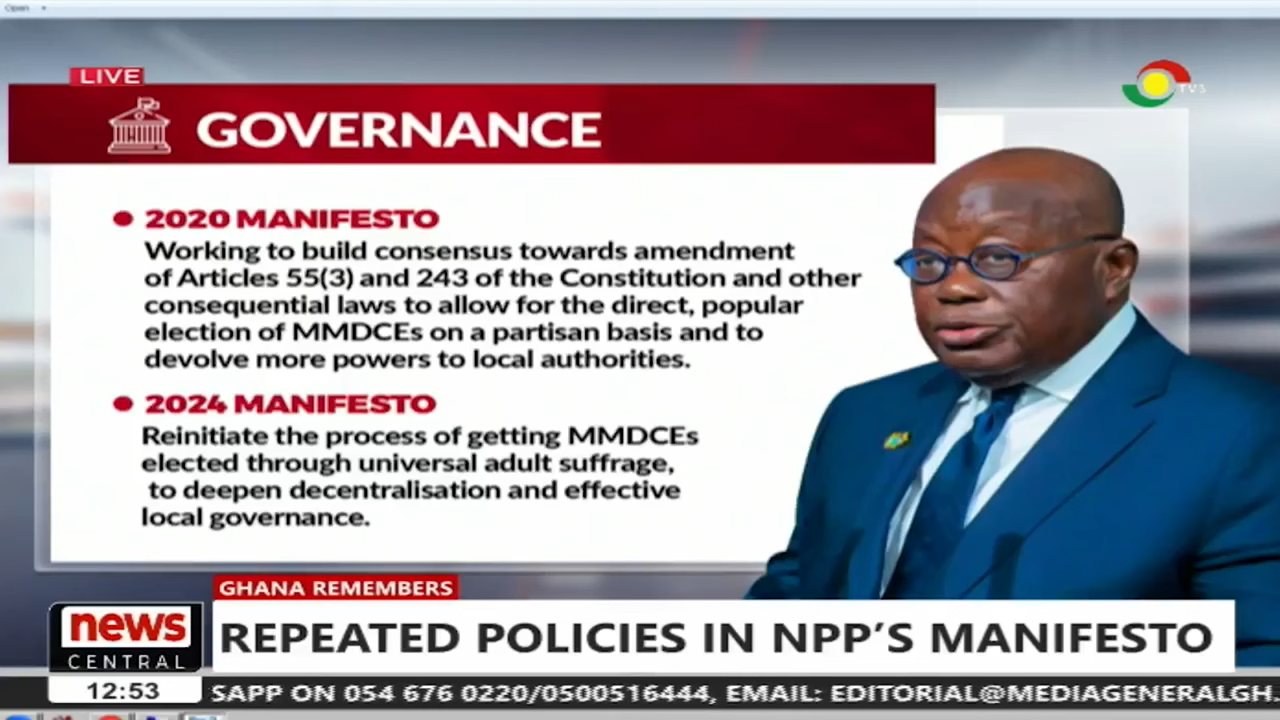 Open
LIVE
TV3
GOVERNANCE
2020 MANIFESTO
Working to build consensus towards amendment
of Articles 55(3) and 243 of the Constitution and other
consequential laws to allow for the direct, popular
election of MMDCEs on a partisan basis and to
devolve more powers to local authorities.
2024 MANIFESTO
Reinitiate the process of getting MMDCEs
elected through universal adult suffrage,
to deepen decentralisation and effective
local governance.
GHANA REMEMBERS
news
CENTRAL
REPEATED POLICIES IN NPP’S MANIFESTO
12:53
SAPP ON 054 676 0220/0500516444, EMAIL: EDITORIAL@MEDIAGENERALGH.